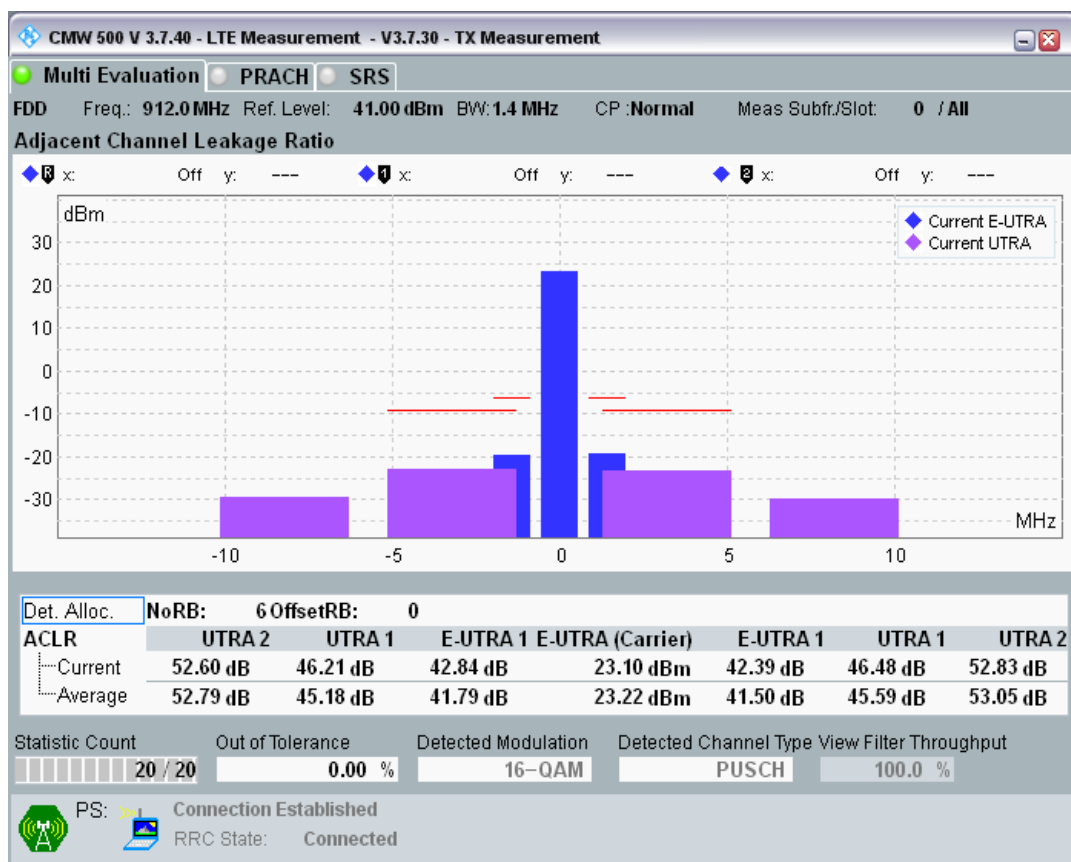 CMW 500 V 3.7.40 - LTE Measurement - V3.7.30 - TX Measurement
Multi Evaluation PRACH SRS
FDD Freq.: 912.0 MHz Ref. Level: 41.00 dBm BW: 1.4 MHz CP :Normal Meas Subfr./Slot: 0 / All
Adjacent Channel Leakage Ratio
R x: Off y: --- 1 x: Off y: --- 2 x: Off y: ---
dBm
Current E-UTRA
Current UTRA
30
20
10
0
-10
-20
-30
MHz
-10 -5 0 5 10
Det. Alloc. NoRB: 6 OffsetRB: 0
ACLR UTRA 2 UTRA 1 E-UTRA 1 E-UTRA (Carrier) E-UTRA 1 UTRA 1 UTRA 2
Current 52.60 dB 46.21 dB 42.84 dB 23.10 dBm 42.39 dB 46.48 dB 52.83 dB
Average 52.79 dB 45.18 dB 41.79 dB 23.22 dBm 41.50 dB 45.59 dB 53.05 dB
Statistic Count Out of Tolerance Detected Modulation Detected Channel Type View Filter Throughput
20 / 20 0.00 % 16-QAM PUSCH 100.0 %
PS: Connection Established
RRC State: Connected